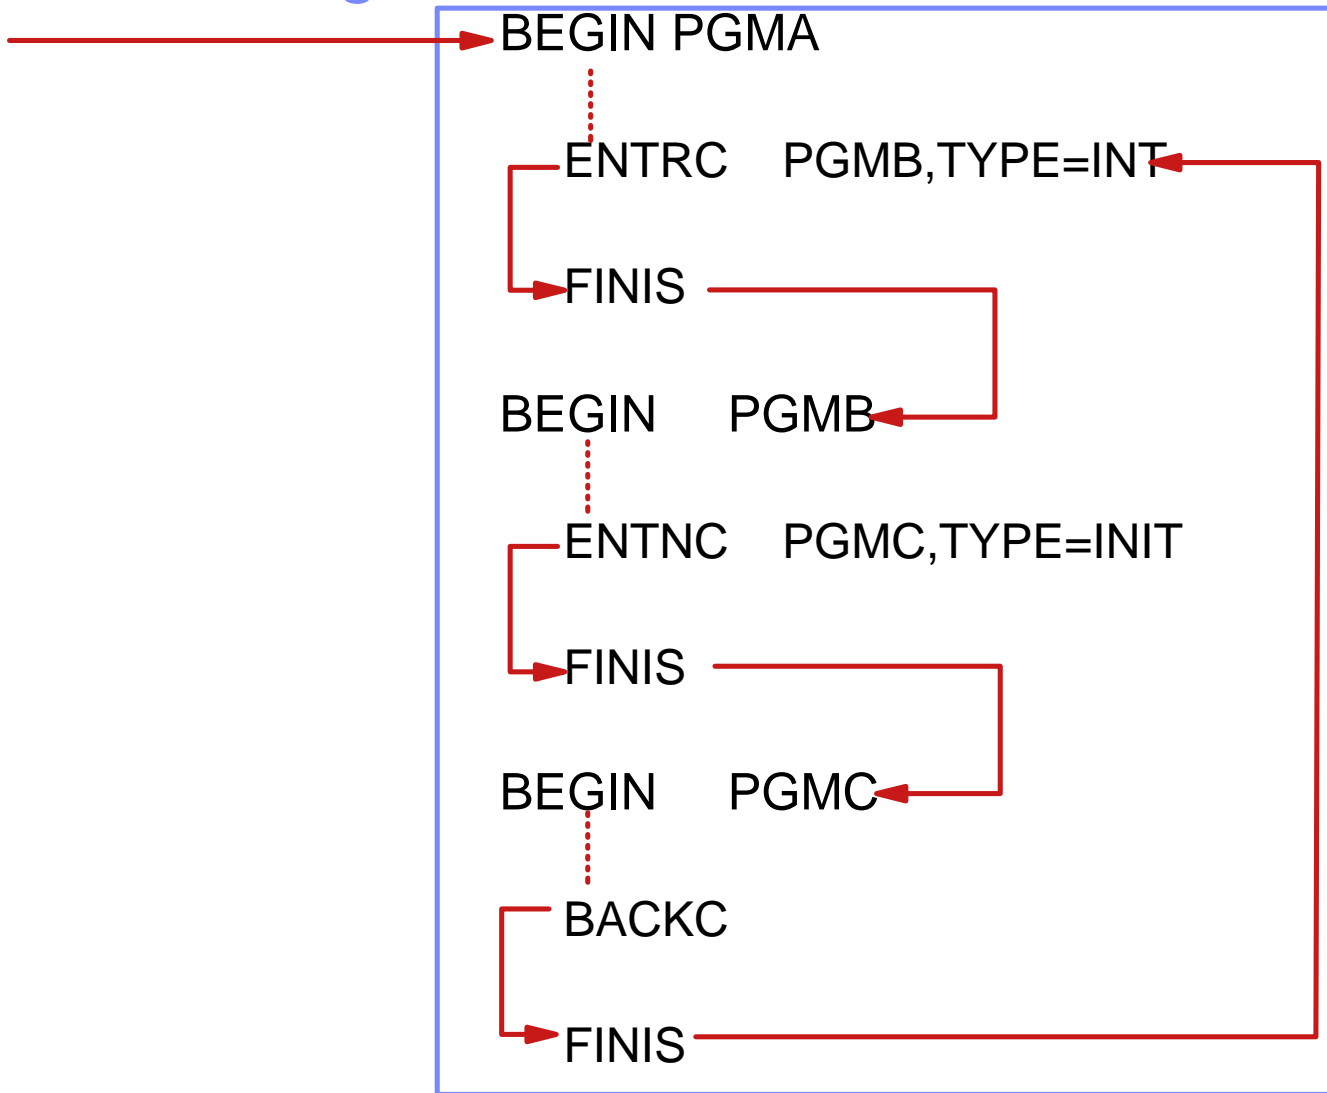 BEGIN PGMA
ENTRC PGMB,TYPE=INT
FINIS
BEGIN PGMB
ENTNC PGMC,TYPE=INIT
FINIS
BEGIN PGMC
BACKC
FINIS